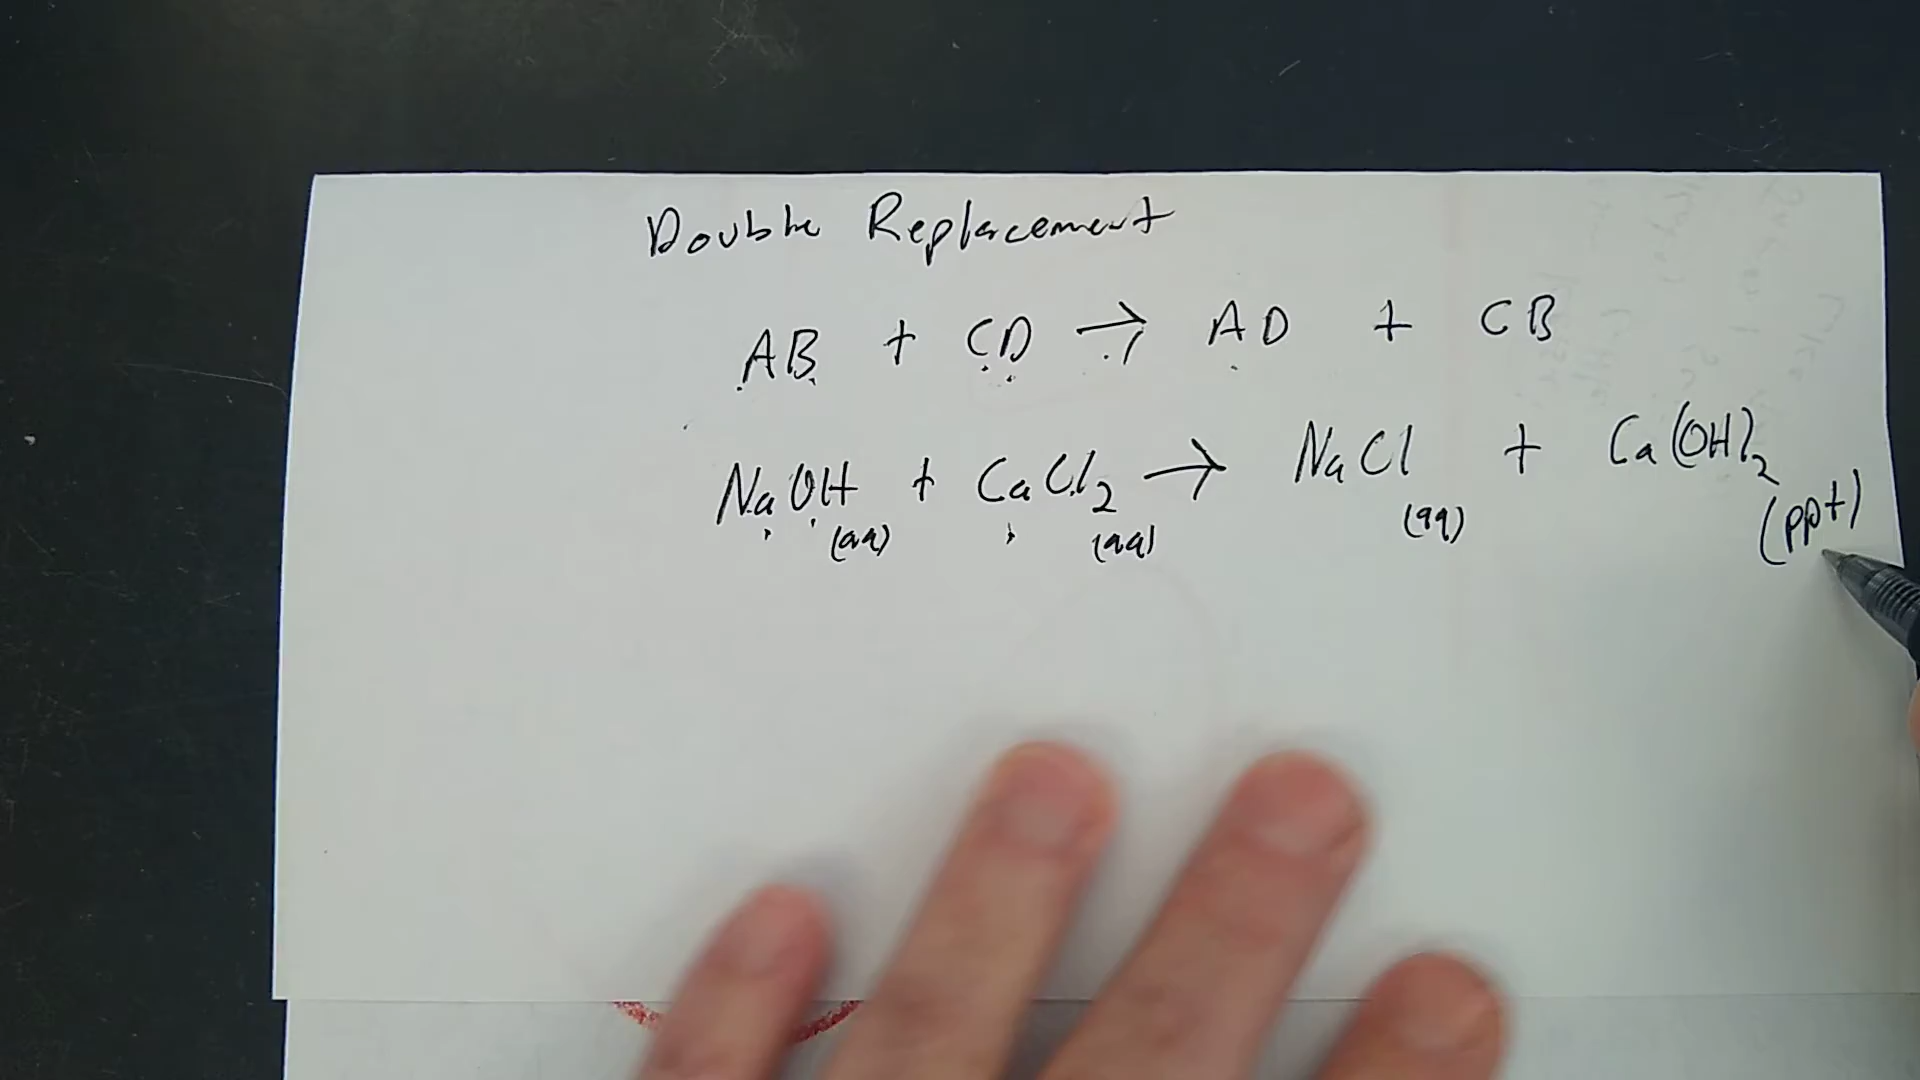 Double Replacement
AB + CD → AD + CB
NaOH (aq) + CaCl₂ (aq) → NaCl (aq) + Ca(OH)₂ (ppt)